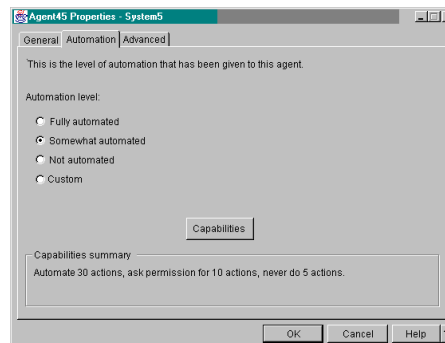 Agent45 Properties - System5
General Automation Advanced
This is the level of automation that has been given to this agent.
Automation level:
Fully automated
Somewhat automated
Not automated
Custom
Capabilities
Capabilities summary
Automate 30 actions, ask permission for 10 actions, never do 5 actions.
OK Cancel Help